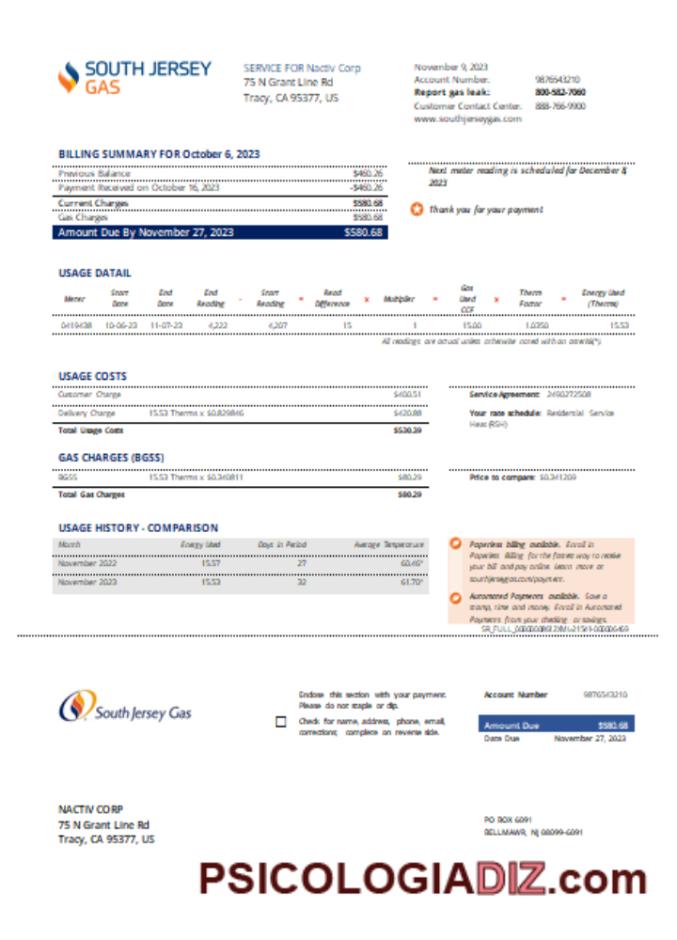 SOUTH JERSEY
GAS
SERVICE FOR Nactiv Corp
75 N Grant Line Rd
Tracy, CA 95377, US
November 9, 2023
Account Number. 9876543210
Report gas leak: 800-582-7060
Customer Contact Center. 888-766-9900
www.southjerseygas.com
BILLING SUMMARY FOR October 6, 2023
Previous Balance $460.26
Payment Received on October 16, 2023 -$460.26
Current Charges $580.68
Gas Charges $580.68
Amount Due By November 27, 2023 $580.68
Next meter reading is scheduled for December 8,
2023
Thank you for your payment
USAGE DATAIL
Meter Start Date End Date End Reading - Start Reading = Read Difference x Multiplier = Gas Used CCF x Therm Factor = Energy Used (Therms)
0419438 10-06-23 11-07-23 4,222 4,207 15 1 15.00 1.0350 15.53
All readings are actual unless otherwise noted with an asterisk(*).
USAGE COSTS
Customer Charge
Delivery Charge 15.53 Therms x $0.829846 $420.88
Total Usage Costs
Service Agreement: 2490272508
Your rate schedule: Residential Service
Heat (RSH)
GAS CHARGES (BGSS)
BGSS 15.53 Therms x $80.29
Total Gas Charges $80.29
Price to compare: $0.341209
USAGE HISTORY - COMPARISON
Month Energy Used Days in Period Average Temperature
November 2022 15.57 27 60.46°
November 2023 15.53 32 61.70°
Paperless billing available. Enroll in
Paperless Billing for the fastest way to receive
your bill and pay online. Learn more at
southjerseygas.com/payment.
Automated Payments available. Save a
stamp, time and money. Enroll in Automated
Payments from your checking or savings.
South Jersey Gas
Enclose this section with your payment.
Please do not staple or clip.
Check for name, address, phone, email,
corrections; complete on reverse side.
Account Number 9876543210
Amount Due $580.68
Date Due November 27, 2023
NACTIV CORP
75 N Grant Line Rd
Tracy, CA 95377, US
PO BOX 6091
BELLMAWR, NJ 08099-6091
PSICOLOGIADIZ.com